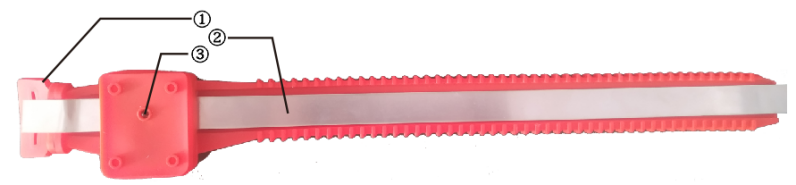 ①
②
③